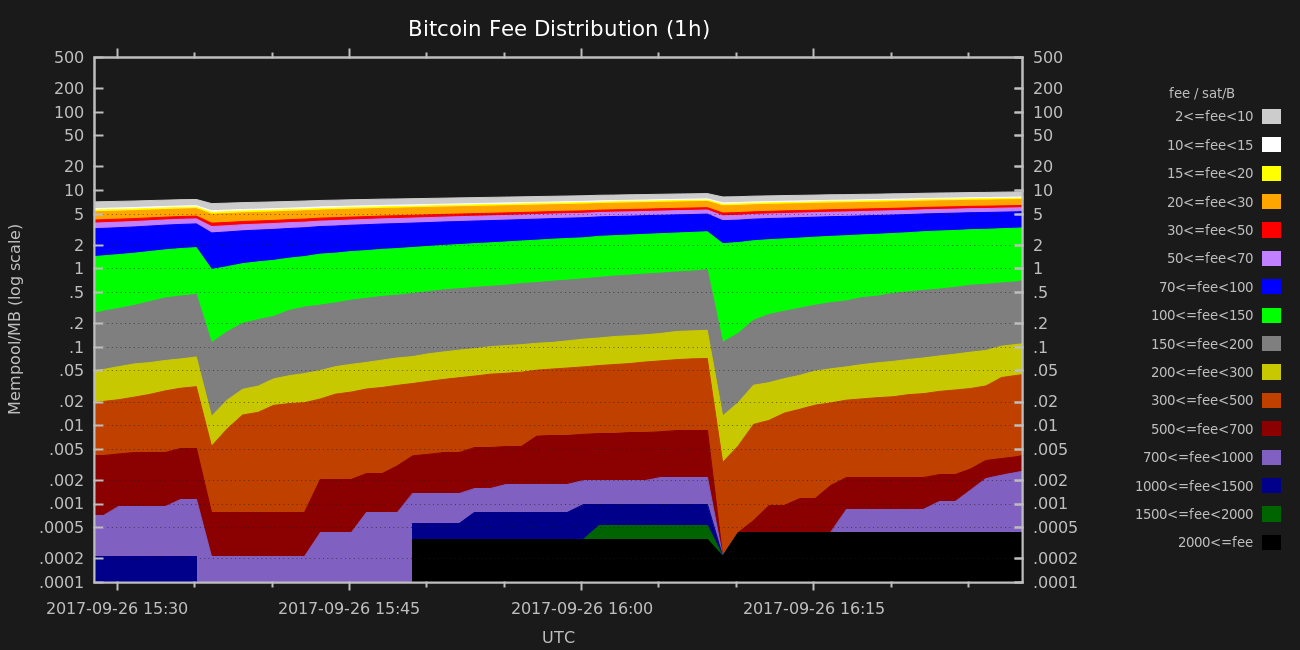 Bitcoin Fee Distribution (1h)
Mempool/MB (log scale)
500
200
100
50
20
10
5
2
1
.5
.2
.1
.05
.02
.01
.005
.002
.001
.0005
.0002
.0001
500
200
100
50
20
10
5
2
1
.5
.2
.1
.05
.02
.01
.005
.002
.001
.0005
.0002
.0001
2017-09-26 15:30
2017-09-26 15:45
2017-09-26 16:00
2017-09-26 16:15
UTC
fee / sat/B
2<=fee<10
10<=fee<15
15<=fee<20
20<=fee<30
30<=fee<50
50<=fee<70
70<=fee<100
100<=fee<150
150<=fee<200
200<=fee<300
300<=fee<500
500<=fee<700
700<=fee<1000
1000<=fee<1500
1500<=fee<2000
2000<=fee